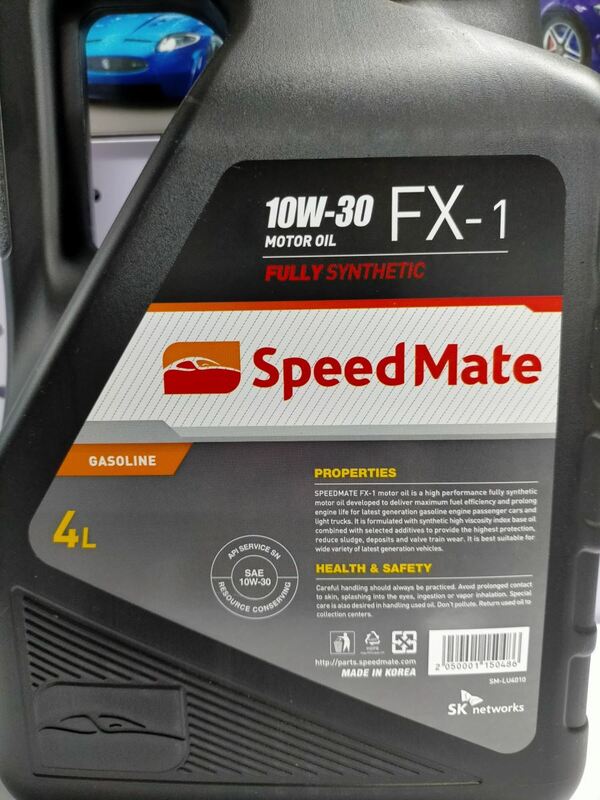 10W-30 FX-1
MOTOR OIL
FULLY SYNTHETIC
SpeedMate
GASOLINE
4L
PROPERTIES
SPEEDMATE FX-1 motor oil is a high performance fully synthetic
motor oil developed to deliver maximum fuel efficiency and prolong
engine life for latest generation gasoline engine passenger cars and
light trucks. It is formulated with synthetic high viscosity index base oil
combined with selected additives to provide the highest protection,
reduce sludge, deposits and valve train wear. It is best suitable for
wide variety of latest generation vehicles.
API SERVICE SN
SAE
10W-30
RESOURCE CONSERVING
HEALTH & SAFETY
Careful handling should always be practiced. Avoid prolonged contact
to skin, splashing into the eyes, ingestion or vapor inhalation. Special
care is also desired in handling used oil. Don't pollute. Return used oil to
collection centers.
http://parts.speedmate.com
MADE IN KOREA
2 050001 150486
SM-LU4010
SK networks